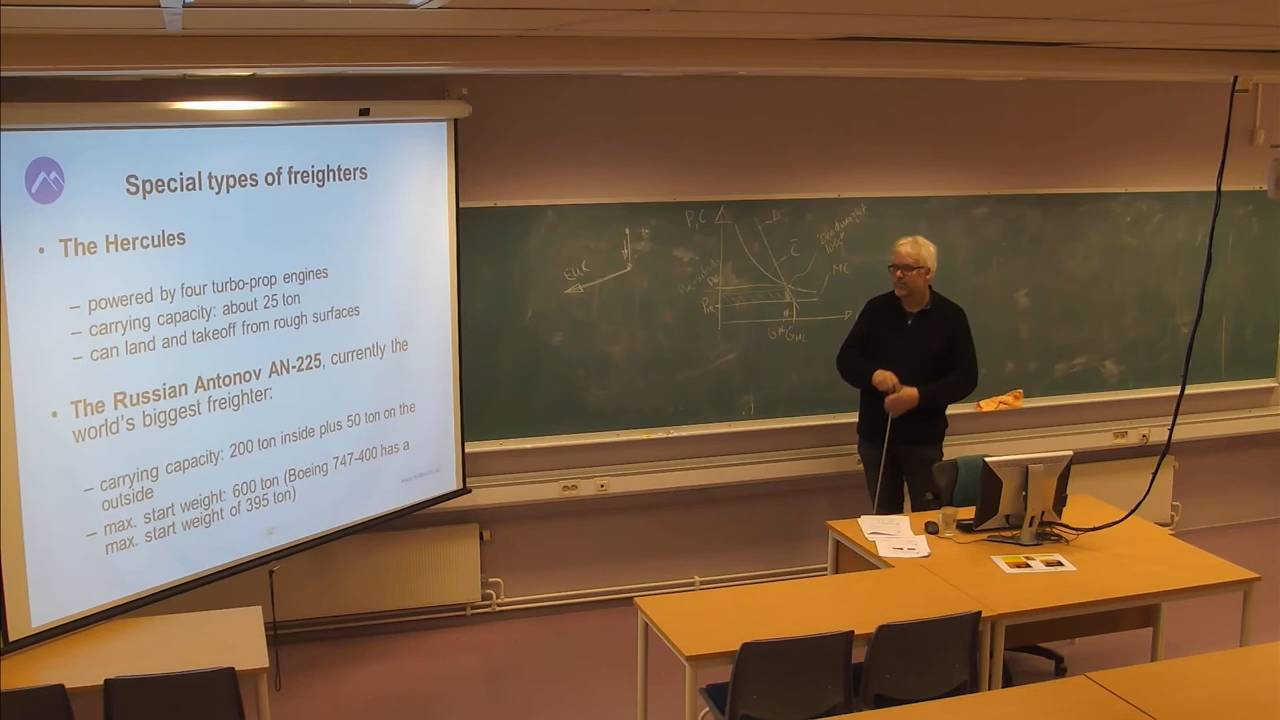 Special types of freighters
• The Hercules
– powered by four turbo-prop engines
– carrying capacity: about 25 ton
– can land and takeoff from rough surfaces
• The Russian Antonov AN-225, currently the
world's biggest freighter:
– carrying capacity: 200 ton inside plus 50 ton on the
outside
– max. start weight: 600 ton (Boeing 747-400 has a
max. start weight of 395 ton)
P, C
D
MC